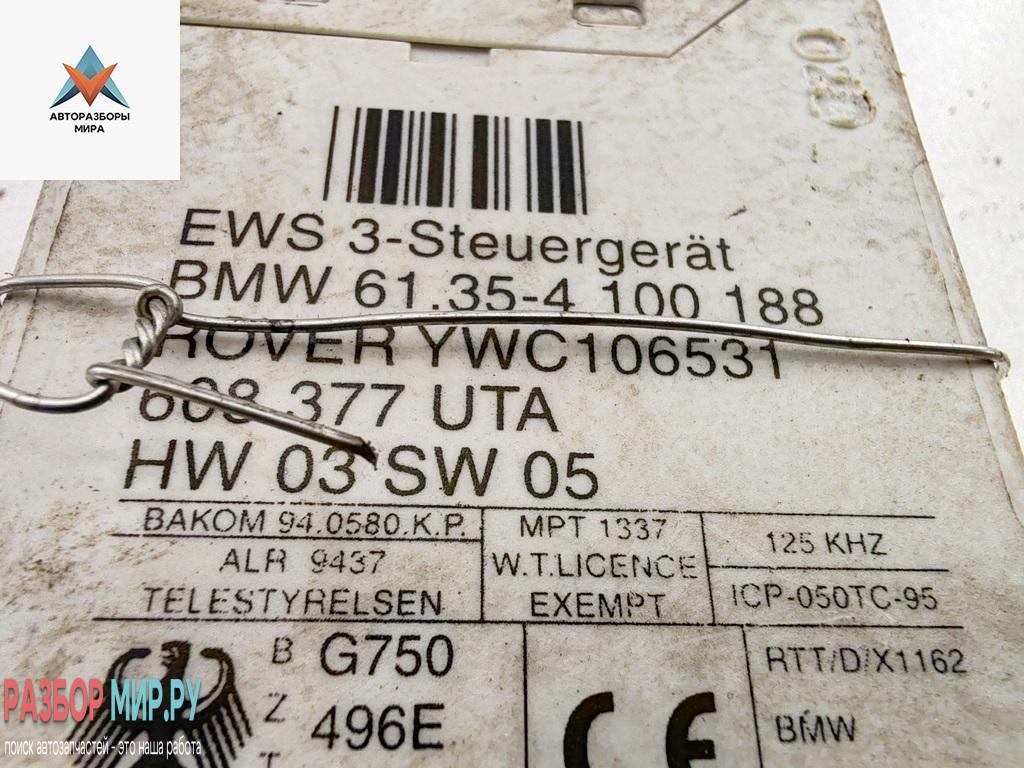 АВТОРАЗБОРЫ
МИРА
EWS 3-Steuergerät
BMW 61.35-4 100 188
ROVER YWC106531
608 377 UTA
HW 03 SW 05
BAKOM 94.0580.K.P.
ALR 9437
TELESTYRELSEN
MPT 1337
W.T.LICENCE
EXEMPT
125 KHZ
ICP-050TC-95
B
Z
T
G750
496E
CE
RTT/D/X1162
BMW
РАЗБОР МИР.РУ
поиск автозапчастей - это наша работа